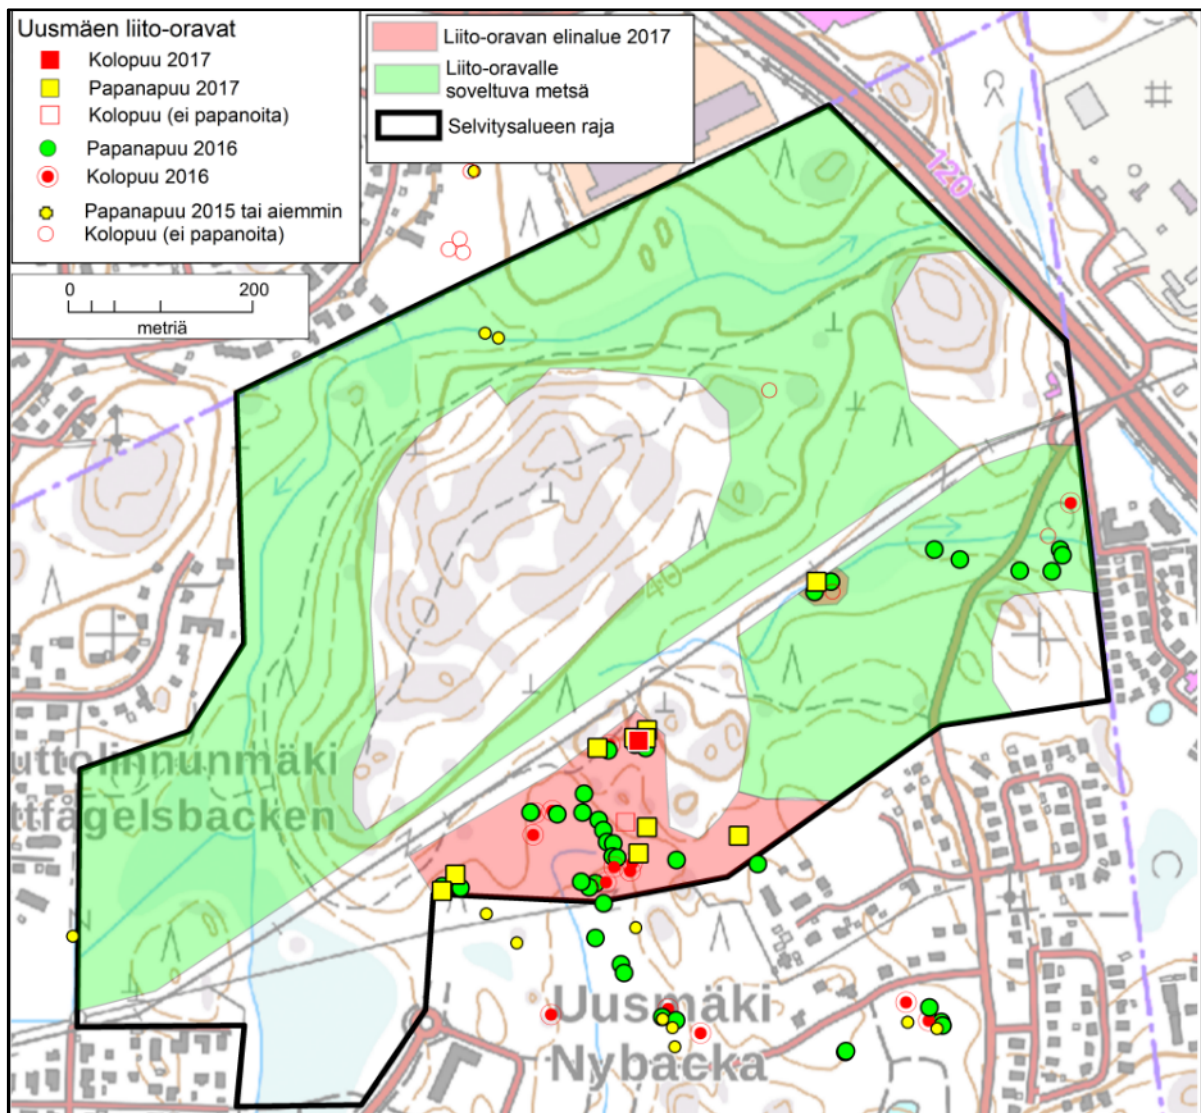 Uusmäen liito-oravat
Kolopuu 2017
Papanapuu 2017
Kolopuu (ei papanoita)
Papanapuu 2016
Kolopuu 2016
Papanapuu 2015 tai aiemmin
Kolopuu (ei papanoita)
Liito-oravan elinalue 2017
Liito-oravalle
soveltuva metsä
Selvitysalueen raja
0 200
metriä
120
40
uttolinnunmäki
tfågelsbacken
Uusmäki
Nybacka